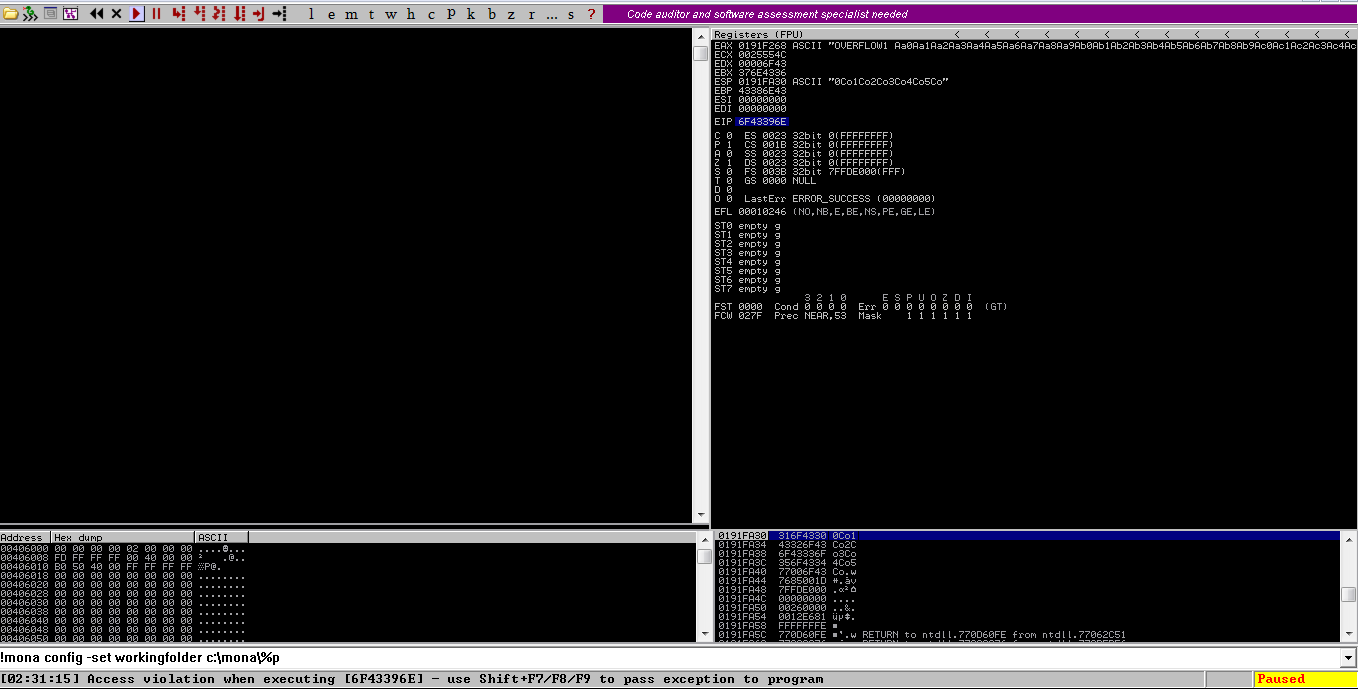 l e m t w h c P k b z r ... s ? Code auditor and software assessment specialist needed
Registers (FPU) < < < < < < < < < < < < < <
EAX 0191F268 ASCII "OVERFLOW1 Aa0Aa1Aa2Aa3Aa4Aa5Aa6Aa7Aa8Aa9Ab0Ab1Ab2Ab3Ab4Ab5Ab6Ab7Ab8Ab9Ac0Ac1Ac2Ac3Ac4Ac
ECX 0025554C
EDX 00006F43
EBX 376E4336
ESP 0191FA30 ASCII "0Co1Co2Co3Co4Co5Co"
EBP 43386E43
ESI 00000000
EDI 00000000
EIP 6F43396E
C 0 ES 0023 32bit 0(FFFFFFFF)
P 1 CS 001B 32bit 0(FFFFFFFF)
A 0 SS 0023 32bit 0(FFFFFFFF)
Z 1 DS 0023 32bit 0(FFFFFFFF)
S 0 FS 003B 32bit 7FFDE000(FFF)
T 0 GS 0000 NULL
D 0
O 0 LastErr ERROR_SUCCESS (00000000)
EFL 00010246 (NO,NB,E,BE,NS,PE,GE,LE)
ST0 empty g
ST1 empty g
ST2 empty g
ST3 empty g
ST4 empty g
ST5 empty g
ST6 empty g
ST7 empty g
3 2 1 0 E S P U O Z D I
FST 0000 Cond 0 0 0 0 Err 0 0 0 0 0 0 0 0 (GT)
FCW 027F Prec NEAR,53 Mask 1 1 1 1 1 1
Address Hex dump ASCII
00406000 00 00 00 00 02 00 00 00
00406008 FD FF FF FF 00 40 00 00
00406010 B0 50 40 00 FF FF FF FF
00406018 00 00 00 00 00 00 00 00 ........
00406020 00 00 00 00 00 00 00 00 ........
00406028 00 00 00 00 00 00 00 00 ........
00406030 00 00 00 00 00 00 00 00 ........
00406038 00 00 00 00 00 00 00 00 ........
00406040 00 00 00 00 00 00 00 00 ........
00406048 00 00 00 00 00 00 00 00 ........
00406050 00 00 00 00 00 00 00 00 ........
0191FA30 316F4330 0Co1
0191FA34 43326F43 Co2C
0191FA38 6F43336F o3Co
0191FA3C 356F4334 4Co5
0191FA40 77006F43 Co.w
0191FA44 7685001D
0191FA48 7FFDE000
0191FA4C 00000000 ....
0191FA50 00260000 ..&.
0191FA54 0012E681
0191FA58 FFFFFFFE
0191FA5C 770D60FE RETURN to ntdll.770D60FE from ntdll.77062C51
!mona config -set workingfolder c:\mona\%p
[02:31:15] Access violation when executing [6F43396E] - use Shift+F7/F8/F9 to pass exception to program
Paused